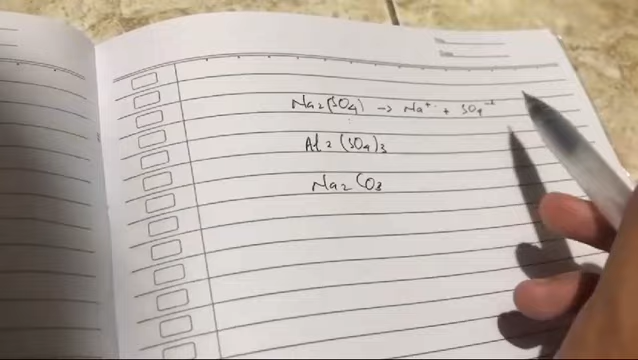 Na₂(SO₄) → Na⁺ + SO₄⁻²
Al₂(SO₄)₃
Na₂CO₃